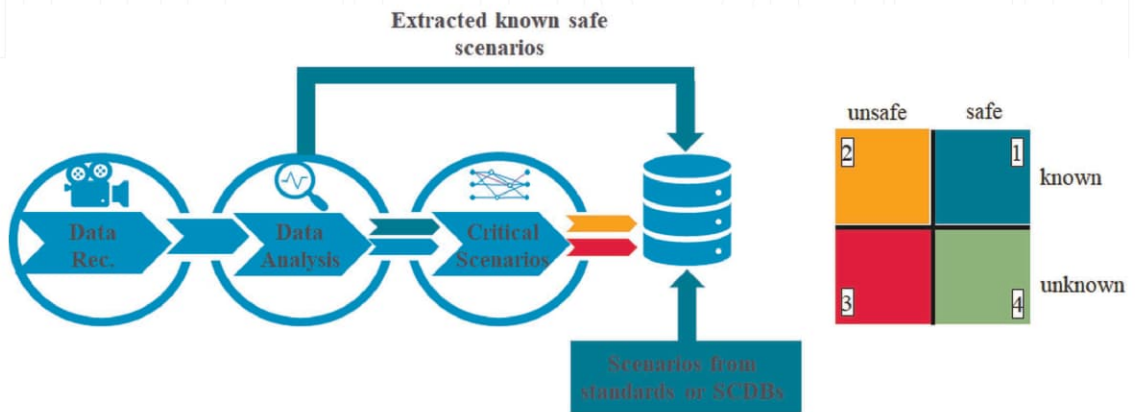 Extracted known safe
scenarios
unsafe
safe
2
1
known
Data
Rec.
Data
Analysis
Critical
Scenarios
3
4
unknown
Scenarios from
standards or SCDBs